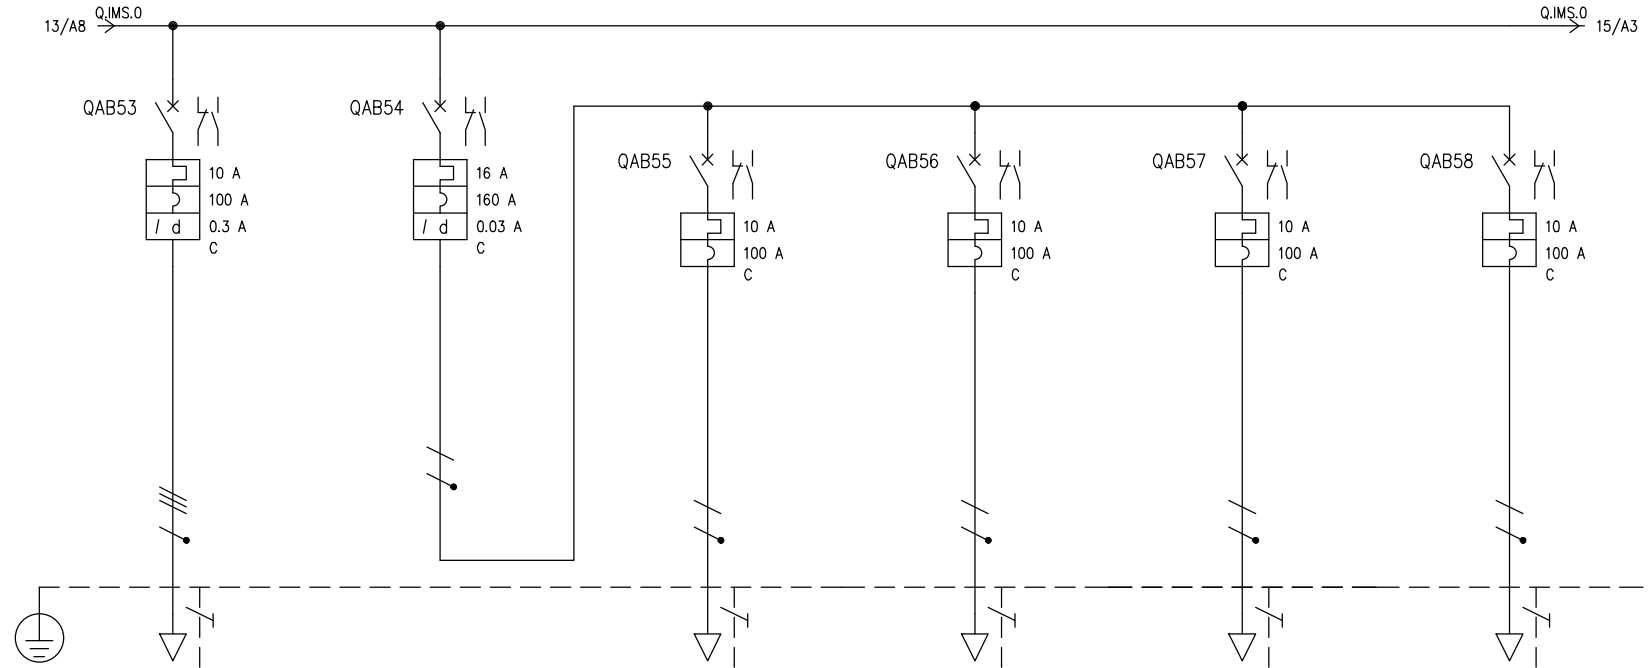 Q.IMS.0
Q.IMS.0
13/A8
15/A3
QAB53
QAB54
QAB55
QAB56
QAB57
QAB58
10 A
100 A
I d
0.3 A
C
16 A
160 A
I d
0.03 A
C
10 A
100 A
C
10 A
100 A
C
10 A
100 A
C
10 A
100 A
C